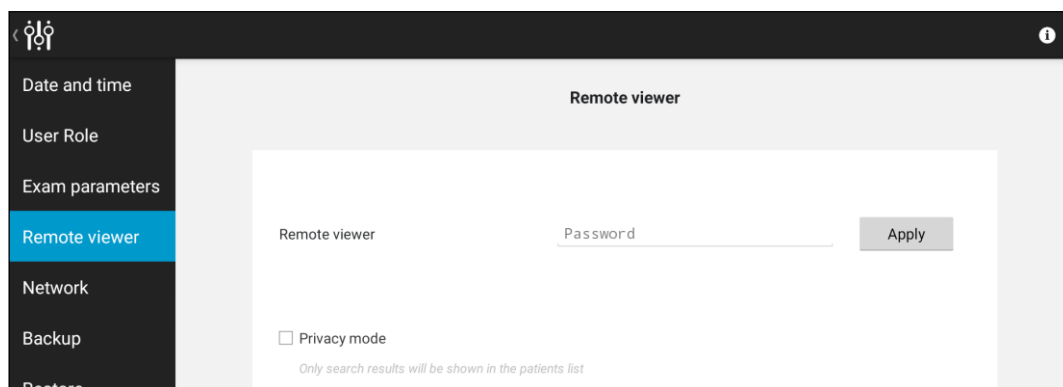 Date and time
User Role
Exam parameters
Remote viewer
Network
Backup
Restore
Remote viewer
Remote viewer Password Apply
Privacy mode
Only search results will be shown in the patients list